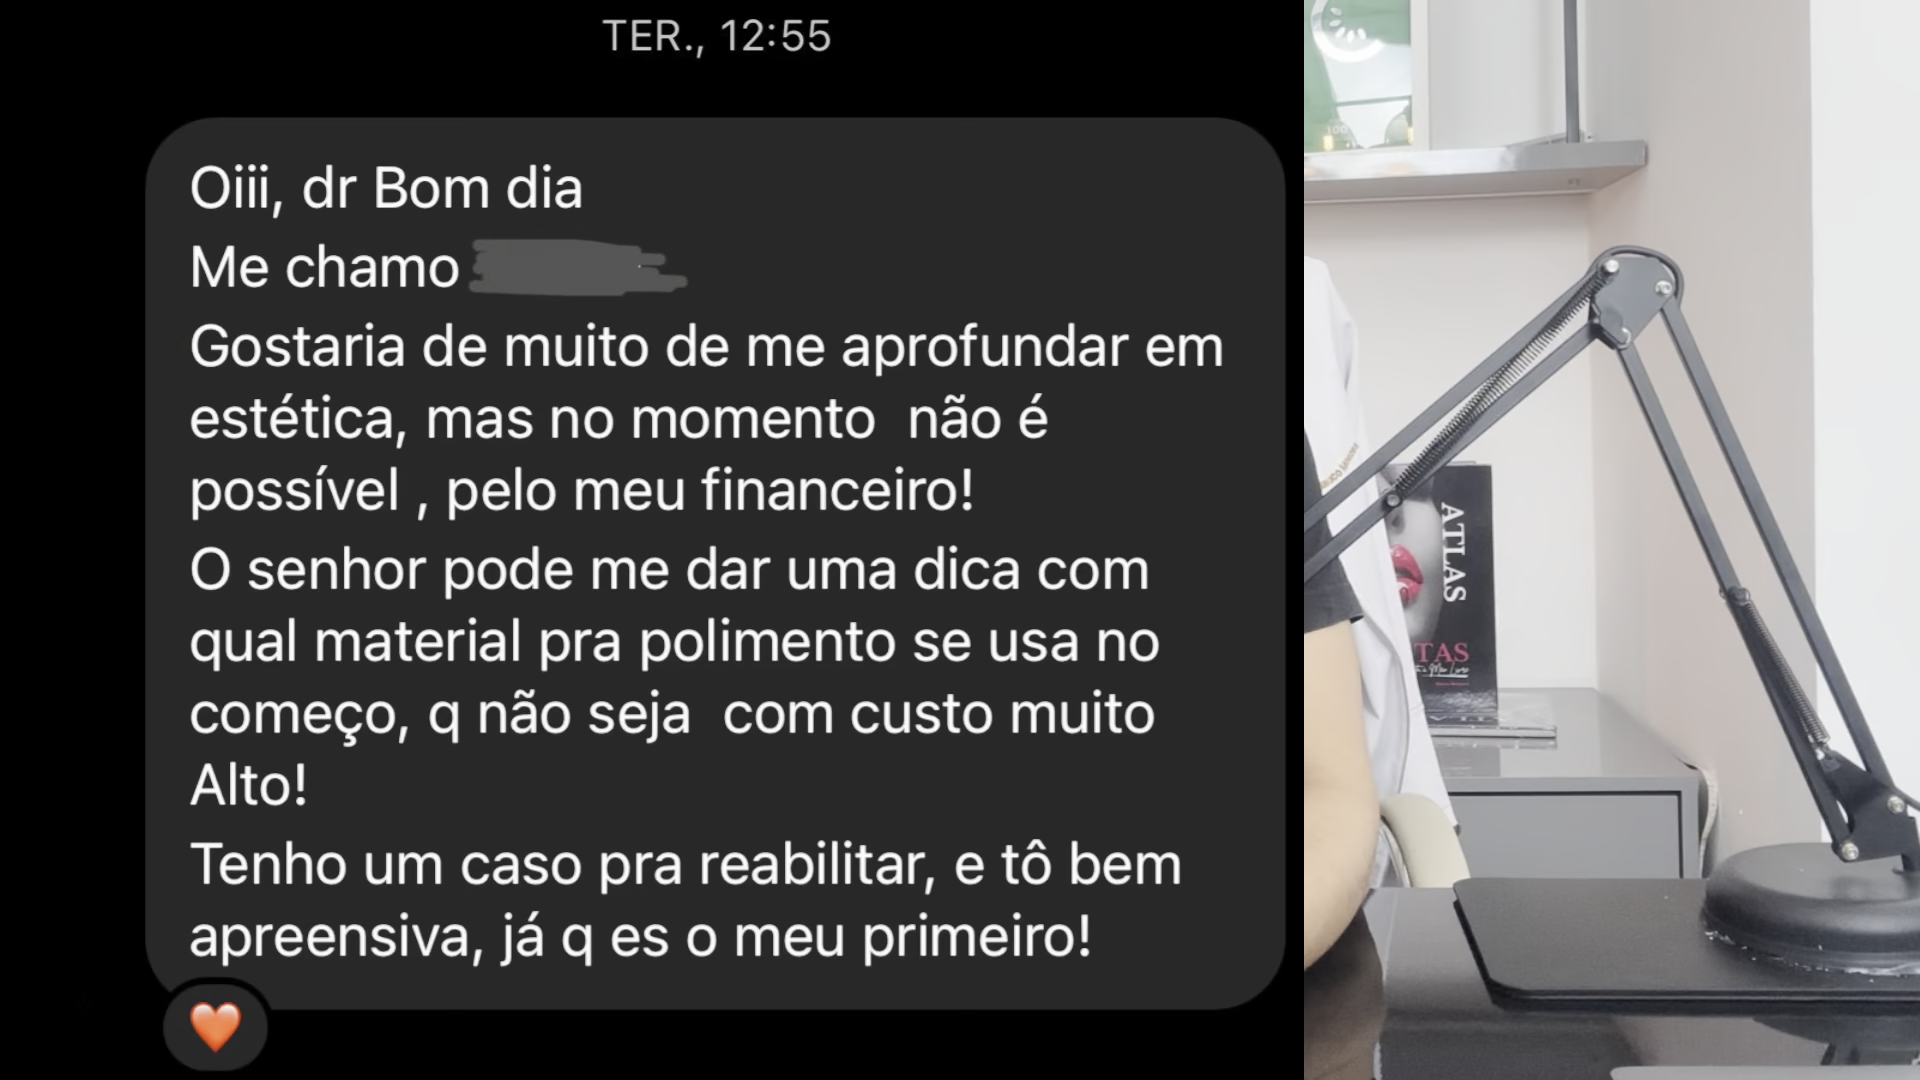 TER., 12:55
Oiii, dr Bom dia
Me chamo
Gostaria de muito de me aprofundar em
estética, mas no momento  não é
possível , pelo meu financeiro!
O senhor pode me dar uma dica com
qual material pra polimento se usa no
começo, q não seja  com custo muito
Alto!
Tenho um caso pra reabilitar, e tô bem
apreensiva, já q es o meu primeiro!
ATLAS
TAS